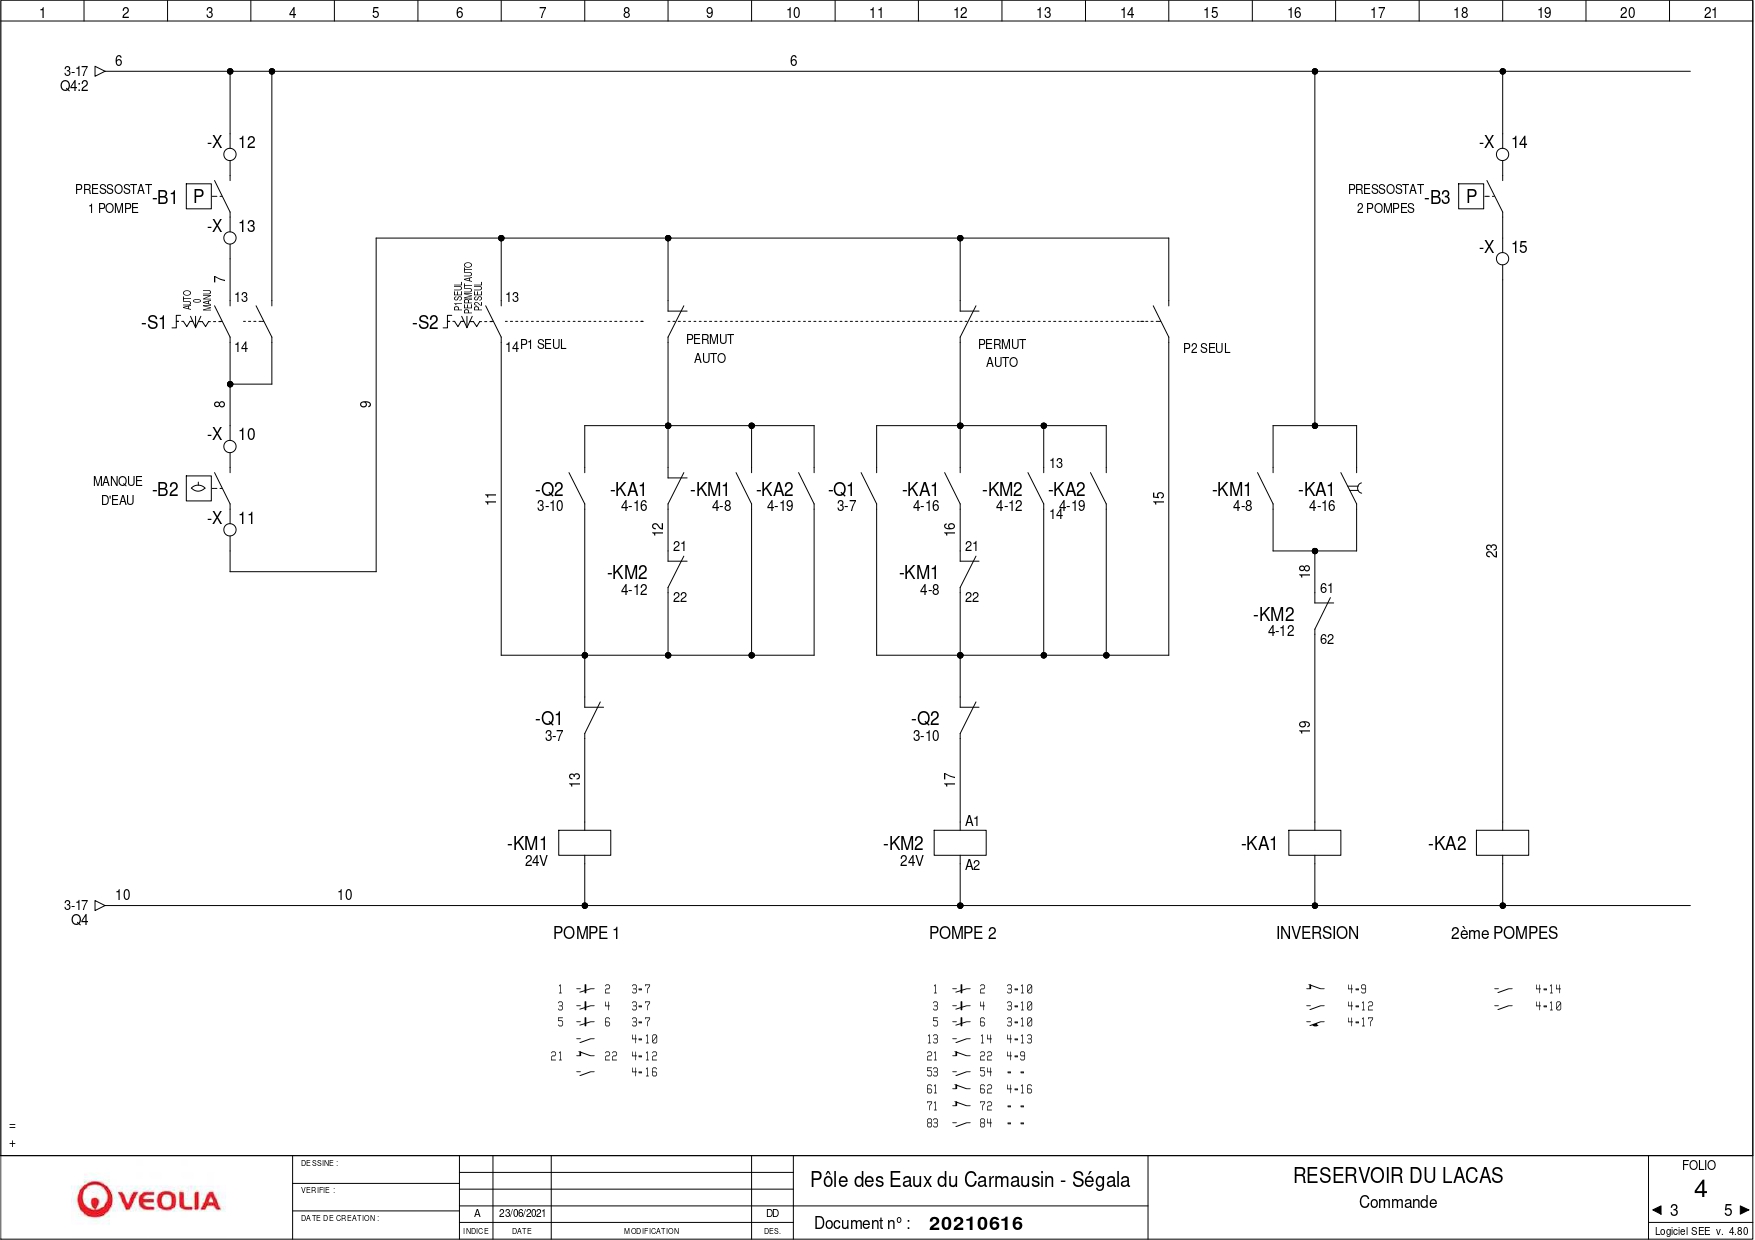 1 2 3 4 5 6 7 8 9 10 11 12 13 14 15 16 17 18 19 20 21
3-17
Q4:2
6
6
PRESSOSTAT
1 POMPE
-B1
P
-X
12
-X
13
7
-S1
AUTO
0
MANU
13
14
8
MANQUE
D'EAU
-B2
-X
10
-X
11
9
-S2
P1 SEUL
PERMUT AUTO
P2 SEUL
13
14
P1 SEUL
11
PERMUT
AUTO
PERMUT
AUTO
P2 SEUL
15
-Q2
3-10
-KA1
4-16
12
-KM2
4-12
21
22
-KM1
4-8
-KA2
4-19
-Q1
3-7
-KA1
4-16
16
-KM1
4-8
21
22
-KM2
4-12
13
14
-KA2
4-19
-KM1
4-8
-KA1
4-16
18
-KM2
4-12
61
62
19
PRESSOSTAT
2 POMPES
-B3
P
-X
14
-X
15
23
-Q1
3-7
13
-Q2
3-10
17
-KM1
24V
-KM2
24V
A1
A2
-KA1
-KA2
3-17
Q4
10
10
POMPE 1
POMPE 2
INVERSION
2ème POMPES
1 2 3-7
3 4 3-7
5 6 3-7
4-10
21 22 4-12
4-16
1 2 3-10
3 4 3-10
5 6 3-10
13 14 4-13
21 22 4-9
53 54 - -
61 62 4-16
71 72 - -
83 84 - -
4-9
4-12
4-17
4-14
4-10
=
+
VEOLIA
DESSINE :
VERIFIE :
DATE DE CREATION :
A 23/06/2021 DD
INDICE DATE MODIFICATION DES.
Pôle des Eaux du Carmausin - Ségala
Document n° : 20210616
RESERVOIR DU LACAS
Commande
FOLIO
4
3 5
Logiciel SEE v. 4.80